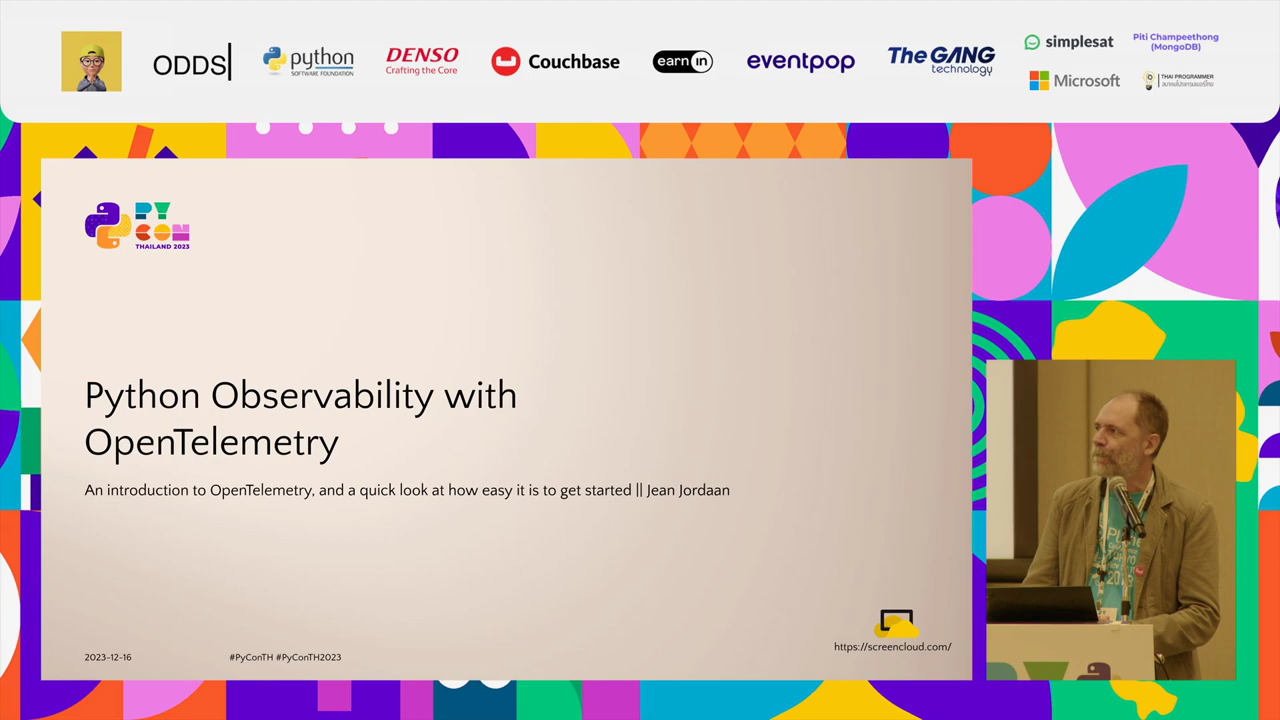 ODDS|
python
SOFTWARE FOUNDATION
DENSO
Crafting the Core
Couchbase
earn in
eventpop
The GANG
technology
simplesat
Piti Champeethong
(MongoDB)
Microsoft
THAI PROGRAMMER
PY
CON
THAILAND 2023
Python Observability with
OpenTelemetry
An introduction to OpenTelemetry, and a quick look at how easy it is to get started || Jean Jordaan
2023-12-16
#PyConTH #PyConTH2023
https://screencloud.com/